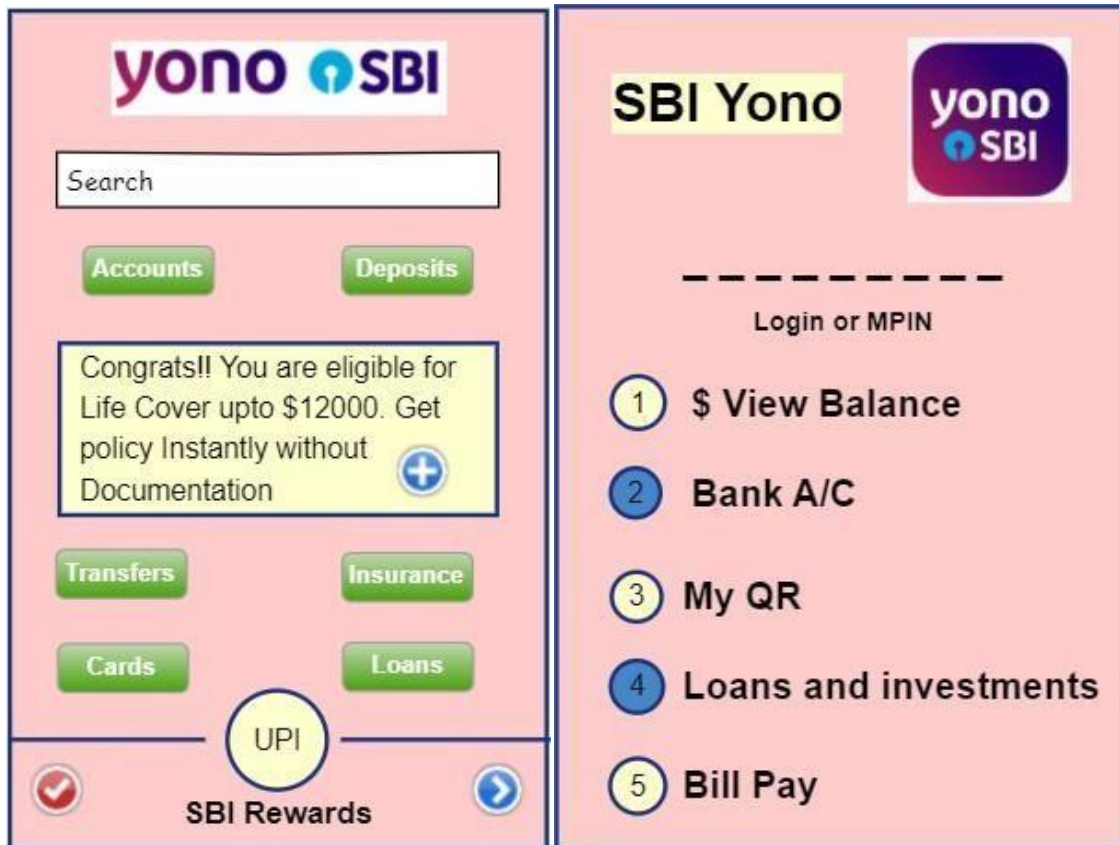 yono SBI
Search
Accounts
Deposits
Congrats!! You are eligible for
Life Cover upto $12000. Get
policy Instantly without
Documentation
Transfers
Insurance
Cards
Loans
UPI
SBI Rewards
SBI Yono
yono
SBI
Login or MPIN
1 $ View Balance
2 Bank A/C
3 My QR
4 Loans and investments
5 Bill Pay